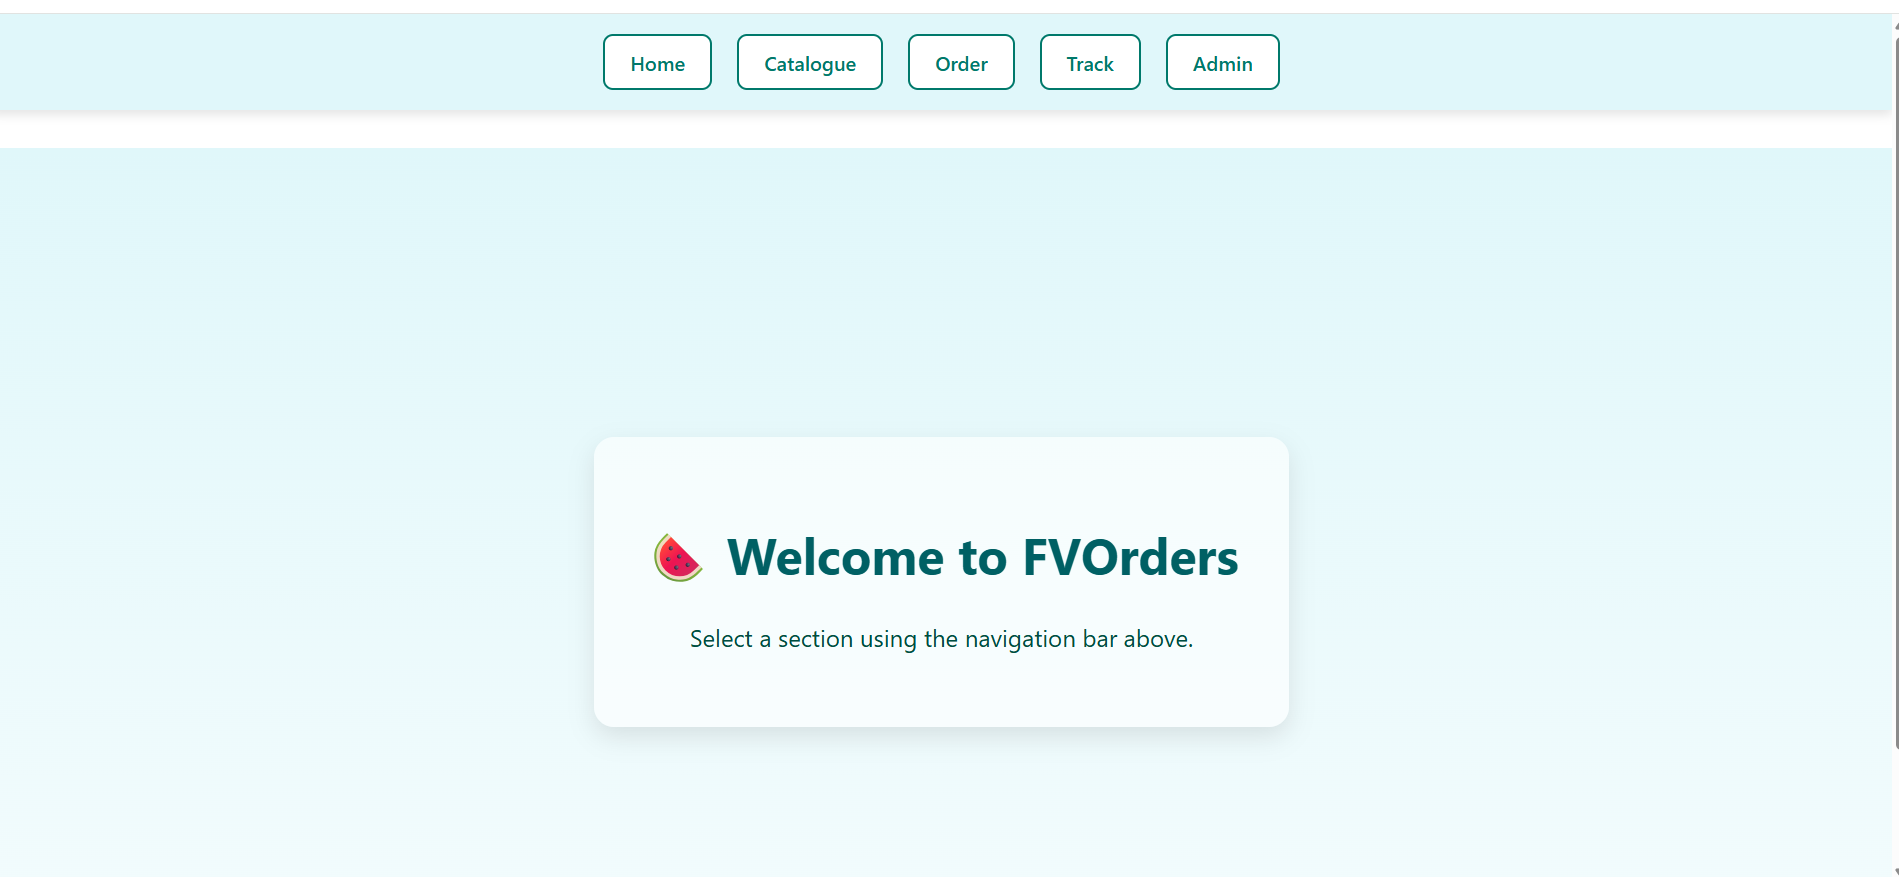 Home Catalogue Order Track Admin
Welcome to FVOrders
Select a section using the navigation bar above.